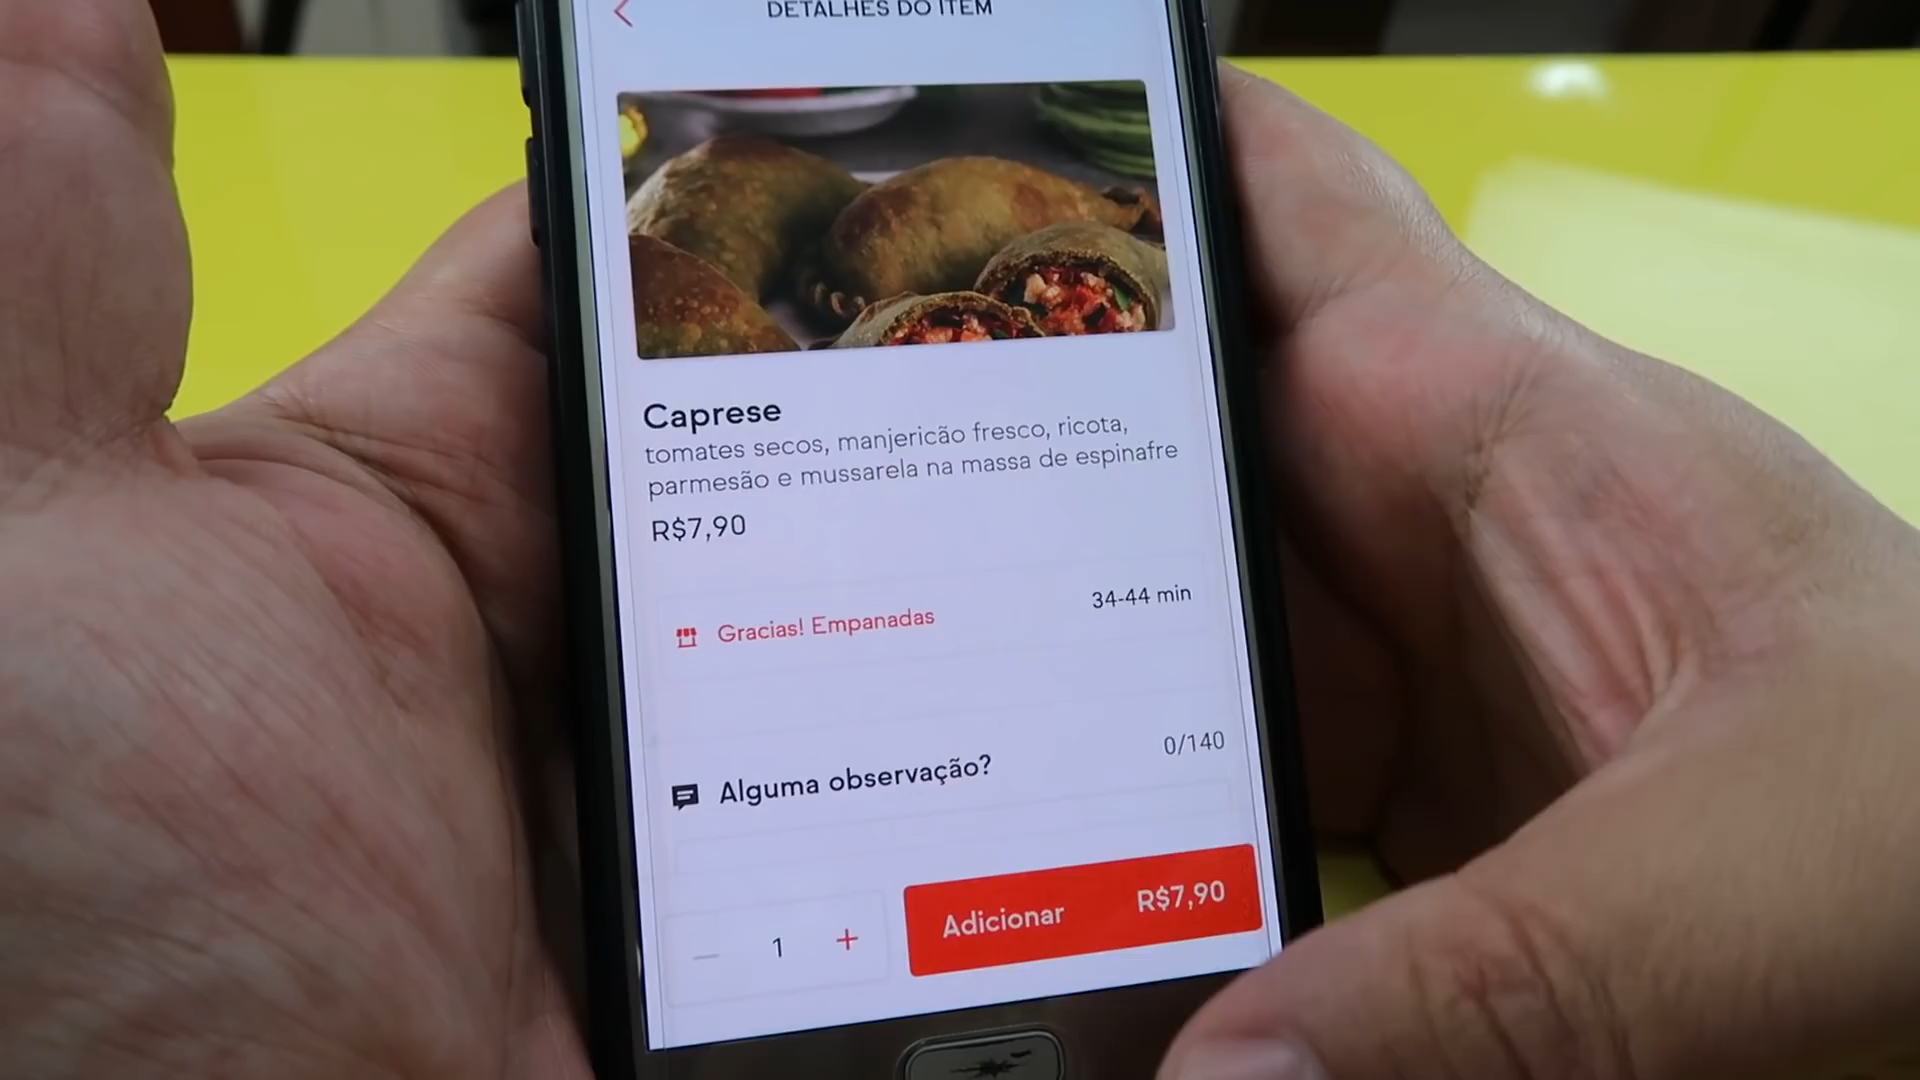 DETALHES DO ITEM
Caprese
tomates secos, manjericão fresco, ricota,
parmesão e mussarela na massa de espinafre
R$7,90
Gracias! Empanadas
34-44 min
Alguma observação?
0/140
1
Adicionar
R$7,90